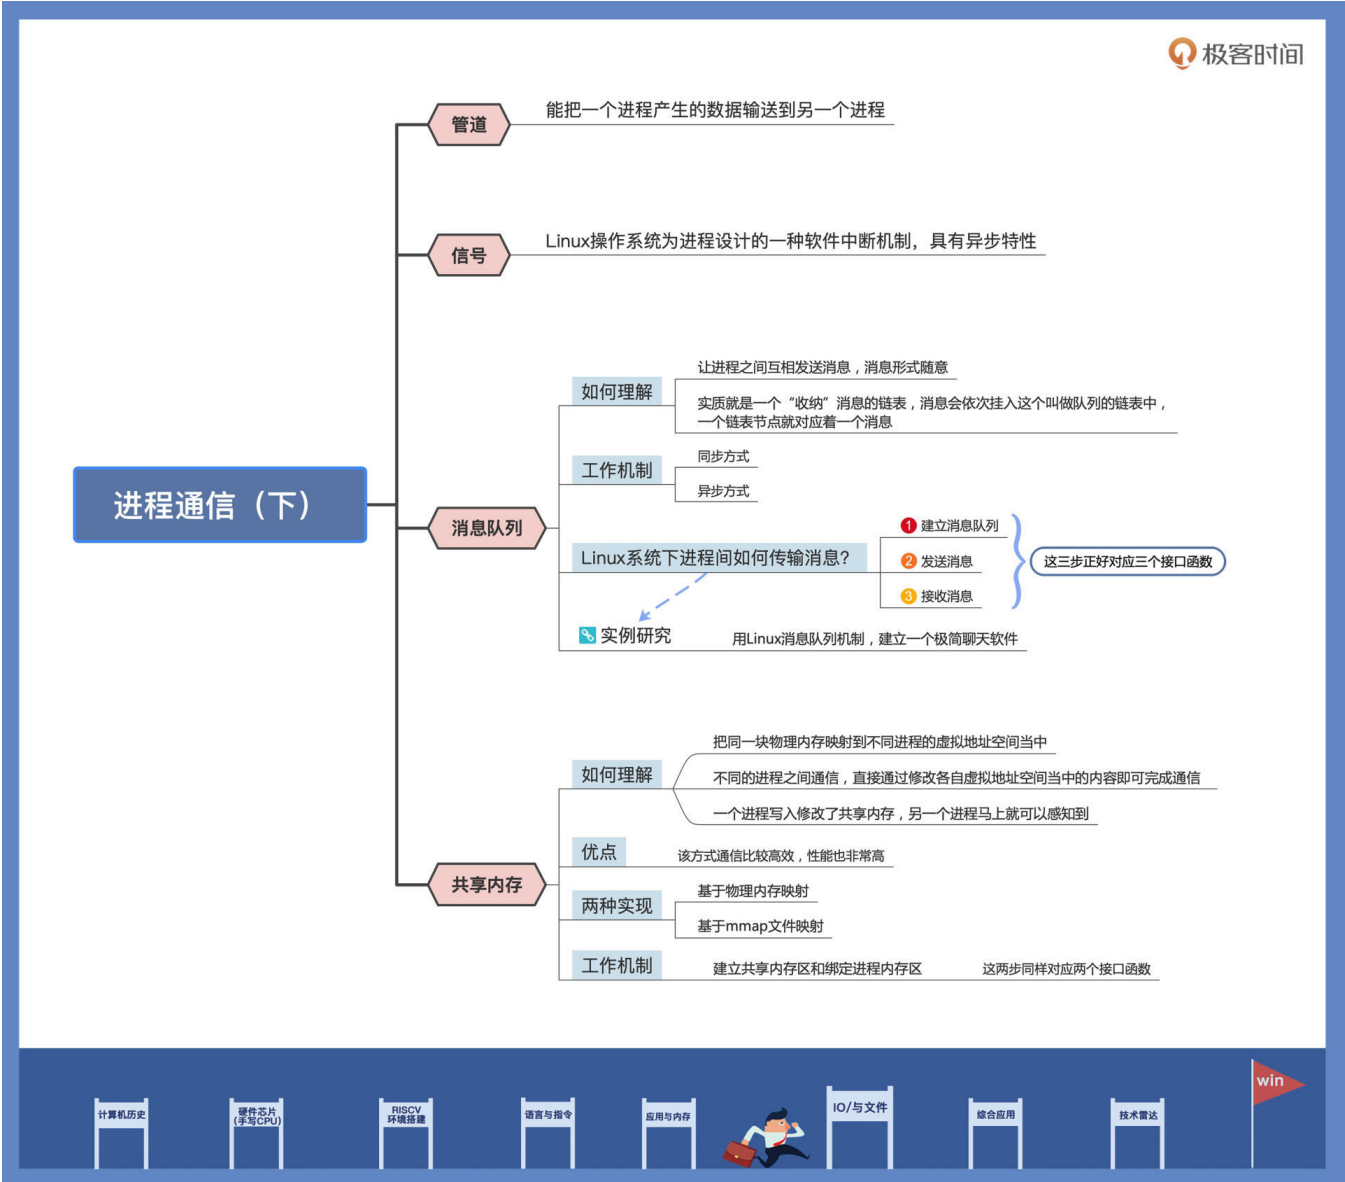 极客时间
进程通信（下）
管道
能把一个进程产生的数据输送到另一个进程
信号
Linux操作系统为进程设计的一种软件中断机制，具有异步特性
消息队列
如何理解
让进程之间互相发送消息，消息形式随意
实质就是一个“收纳”消息的链表，消息会依次挂入这个叫做队列的链表中，
一个链表节点就对应着一个消息
工作机制
同步方式
异步方式
Linux系统下进程间如何传输消息?
1 建立消息队列
2 发送消息
3 接收消息
这三步正好对应三个接口函数
实例研究
用Linux消息队列机制，建立一个极简聊天软件
共享内存
如何理解
把同一块物理内存映射到不同进程的虚拟地址空间当中
不同的进程之间通信，直接通过修改各自虚拟地址空间当中的内容即可完成通信
一个进程写入修改了共享内存，另一个进程马上就可以感知到
优点
该方式通信比较高效，性能也非常高
两种实现
基于物理内存映射
基于mmap文件映射
工作机制
建立共享内存区和绑定进程内存区
这两步同样对应两个接口函数
计算机历史
硬件芯片
(手写CPU)
RISCV
环境搭建
语言与指令
应用与内存
IO/与文件
综合应用
技术雷达
win